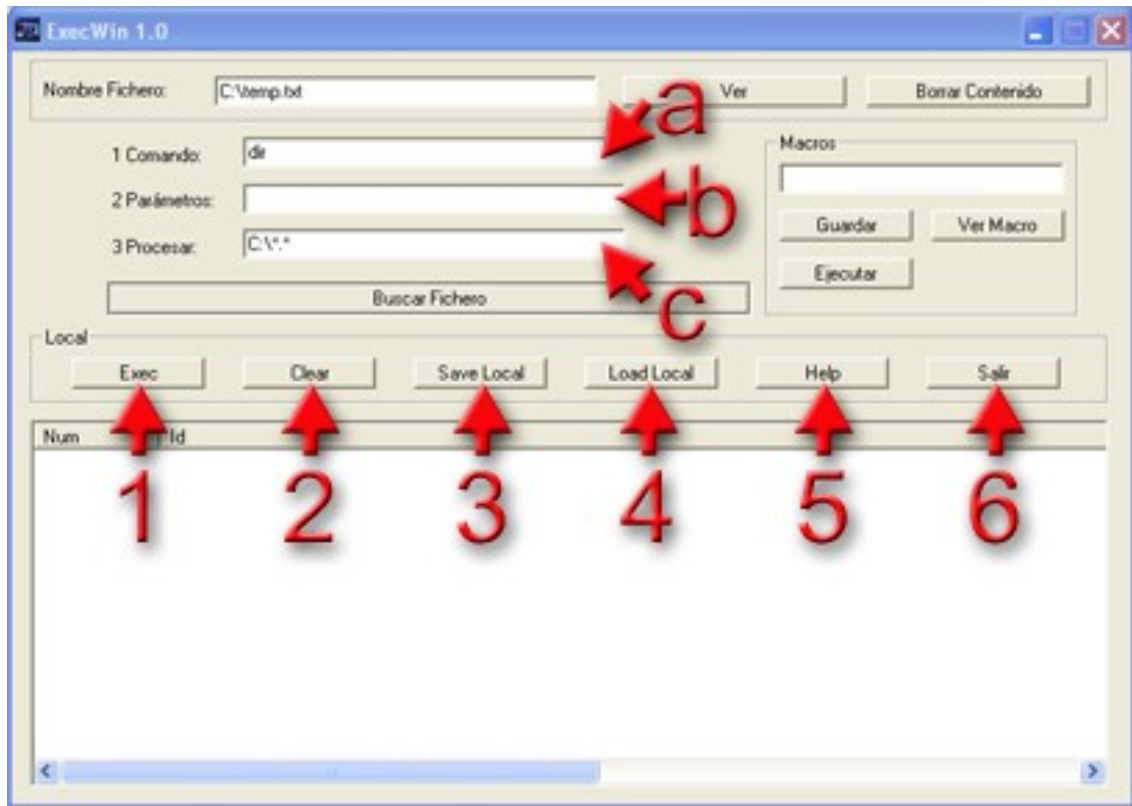 ExecWin 1.0
Nombre Fichero: C:\temp.txt Ver Borrar Contenido
a
1 Comando: dir Macros
2 Parámetros: b
Guardar Ver Macro
3 Procesar: C:\*.*
Ejecutar
Buscar Fichero c
Local
Exec Clear Save Local Load Local Help Salir
Num Id
1 2 3 4 5 6